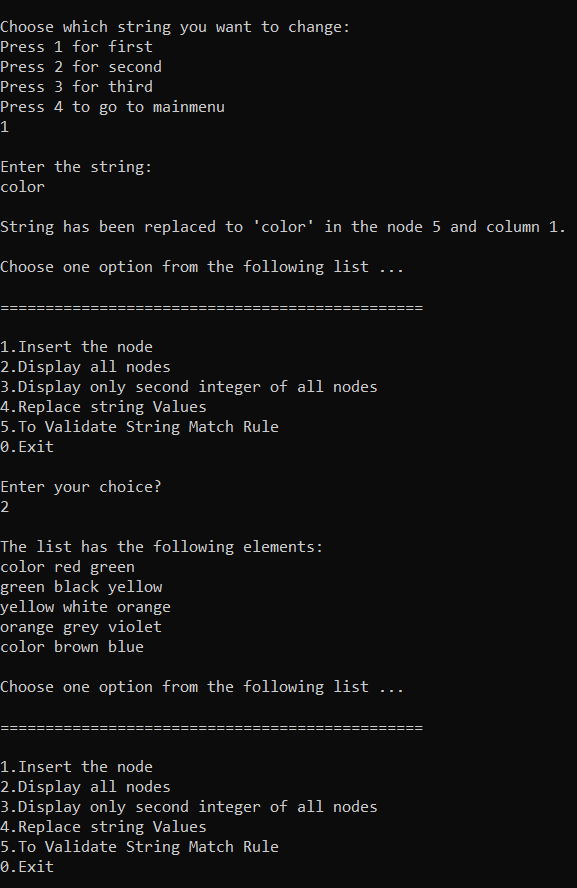 Choose which string you want to change:
Press 1 for first
Press 2 for second
Press 3 for third
Press 4 to go to mainmenu
1
Enter the string:
color
String has been replaced to 'color' in the node 5 and column 1.
Choose one option from the following list ...
===============================================
1.Insert the node
2.Display all nodes
3.Display only second integer of all nodes
4.Replace string Values
5.To Validate String Match Rule
0.Exit
Enter your choice?
2
The list has the following elements:
color red green
green black yellow
yellow white orange
orange grey violet
color brown blue
Choose one option from the following list ...
===============================================
1.Insert the node
2.Display all nodes
3.Display only second integer of all nodes
4.Replace string Values
5.To Validate String Match Rule
0.Exit